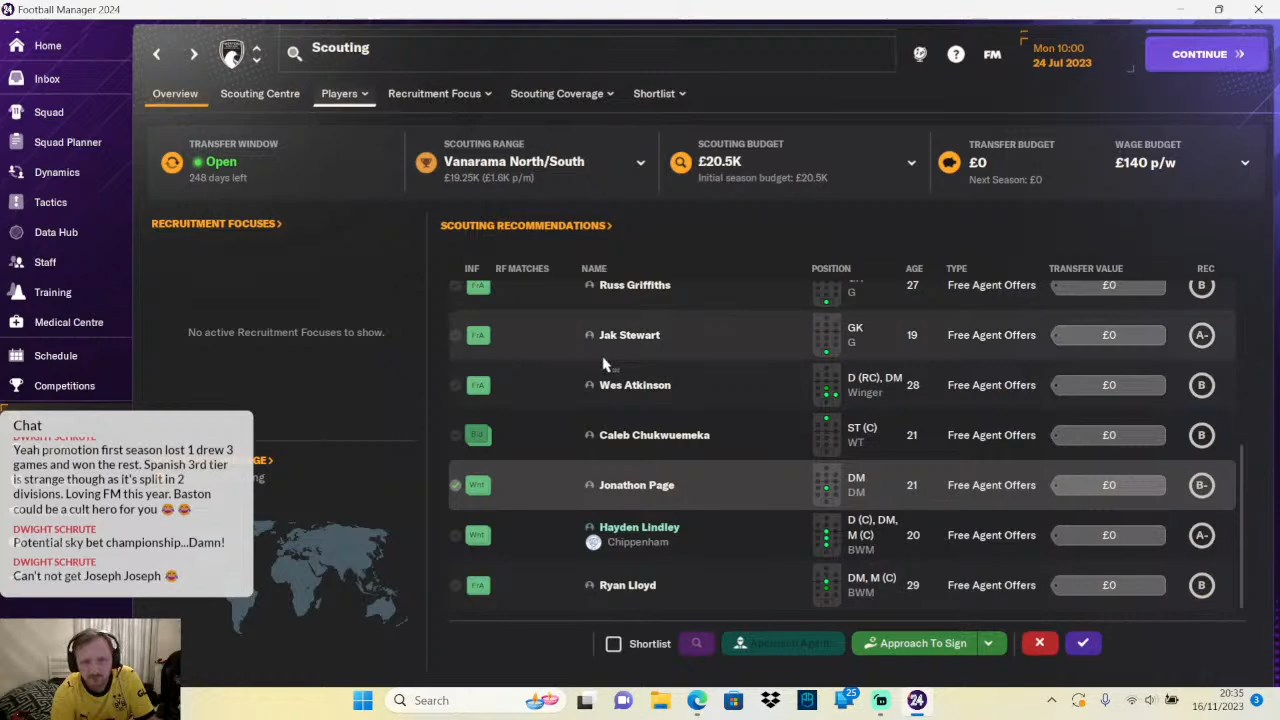 24 Football Manager 2024
Home
Inbox
Squad
Squad Planner
Dynamics
Tactics
Data Hub
Staff
Training
Medical Centre
Schedule
Competitions
Scouting
?
FM
Mon 10:00
24 Jul 2023
CONTINUE
Overview
Scouting Centre
Players
Recruitment Focus
Scouting Coverage
Shortlist
TRANSFER WINDOW
Open
248 days left
SCOUTING RANGE
Vanarama North/South
£19.25K (£1.6K p/m)
SCOUTING BUDGET
£20.5K
Initial season budget: £20.5K
TRANSFER BUDGET
£0
Next Season: £0
WAGE BUDGET
£140 p/w
RECRUITMENT FOCUSES
No active Recruitment Focuses to show.
SCOUTING RECOMMENDATIONS
INF RF MATCHES NAME POSITION AGE TYPE TRANSFER VALUE REC
FrA Russ Griffiths G 27 Free Agent Offers £0 B
FrA Jak Stewart GK 19 Free Agent Offers £0 A-
G
FrA Wes Atkinson D (RC), DM 28 Free Agent Offers £0 B
Winger
Bid Caleb Chukwuemeka ST (C) 21 Free Agent Offers £0 B
WT
Wnt Jonathon Page DM 21 Free Agent Offers £0 B-
DM
Wnt Hayden Lindley D (C), DM, 20 Free Agent Offers £0 A-
Chippenham M (C)
BWM
FrA Ryan Lloyd DM, M (C) 29 Free Agent Offers £0 B
BWM
Shortlist
Approach To Sign
Chat
DWIGHT SCHRUTE
Yeah promotion first season lost 1 drew 3
games and won the rest. Spanish 3rd tier
is strange though as it's split in 2
divisions. Loving FM this year. Baston
could be a cult hero for you 😂 😂
DWIGHT SCHRUTE
Potential sky bet championship...Damn!
DWIGHT SCHRUTE
Can't not get Joseph Joseph 😂
Search
25
24
20:35
16/11/2023
3